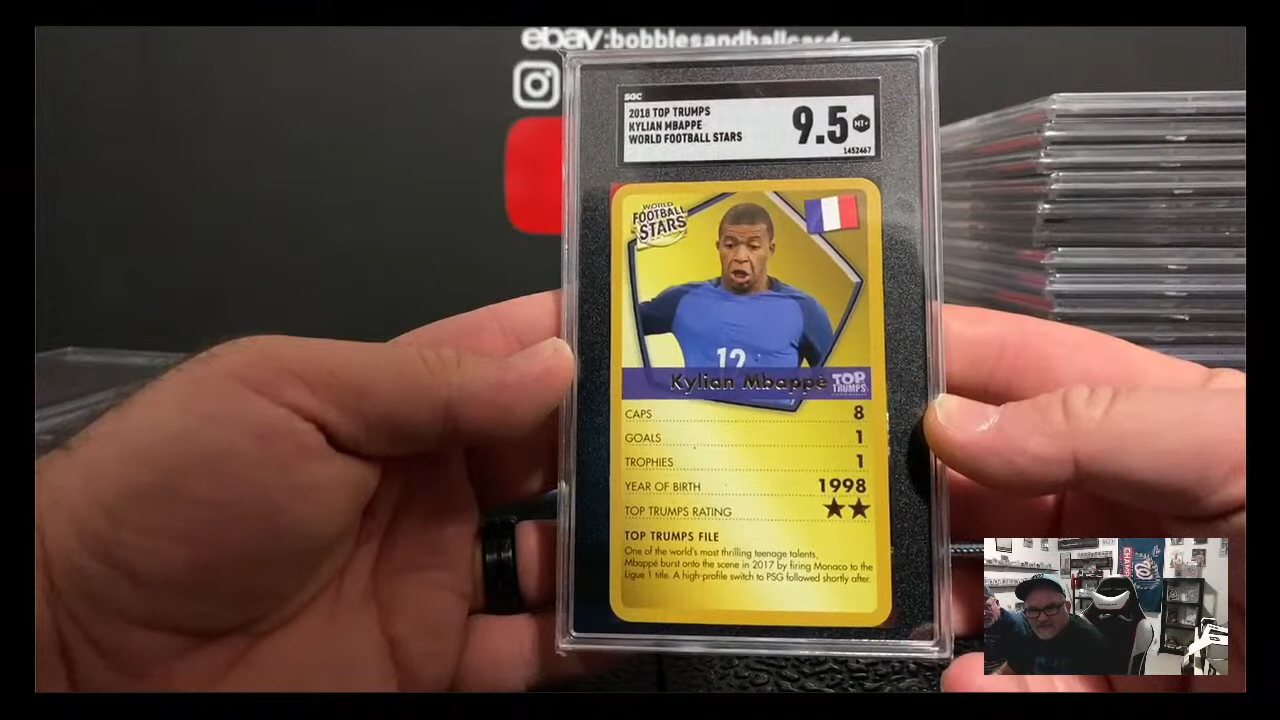 ebay:bobblesandballcards
SGC
2018 TOP TRUMPS
KYLIAN MBAPPE
WORLD FOOTBALL STARS
9.5
MT+
1452467
WORLD
FOOTBALL
STARS
12
Kylian Mbappé
TOP
TRUMPS
CAPS 8
GOALS 1
TROPHIES 1
YEAR OF BIRTH 1998
TOP TRUMPS RATING ★★
TOP TRUMPS FILE
One of the world's most thrilling teenage talents,
Mbappé burst onto the scene in 2017 by firing Monaco to the
Ligue 1 title. A high-profile switch to PSG followed shortly after.